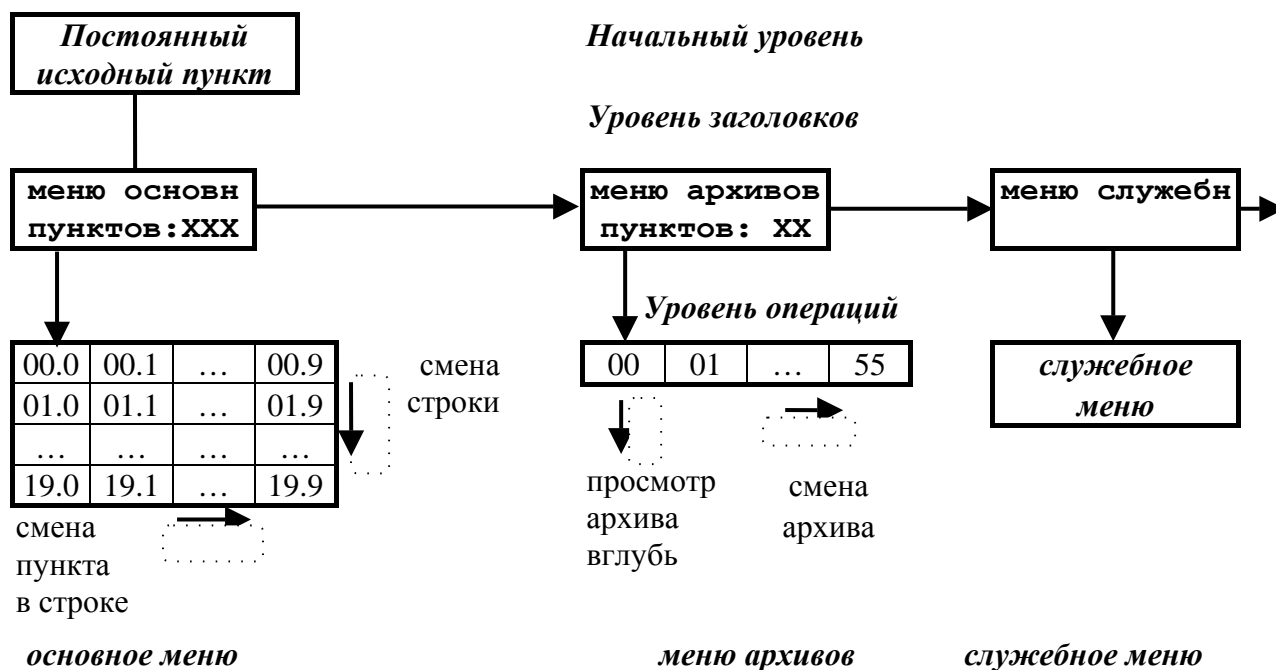 Постоянный
исходный пункт
Начальный уровень
Уровень заголовков
меню основн
пунктов:XXX
меню архивов
пунктов: XX
меню служебн
Уровень операций
00.0 00.1 … 00.9
01.0 01.1 … 01.9
… … … …
19.0 19.1 … 19.9
смена
строки
00 01 … 55
служебное
меню
просмотр
архива
вглубь
смена
архива
смена
пункта
в строке
основное меню
меню архивов
служебное меню